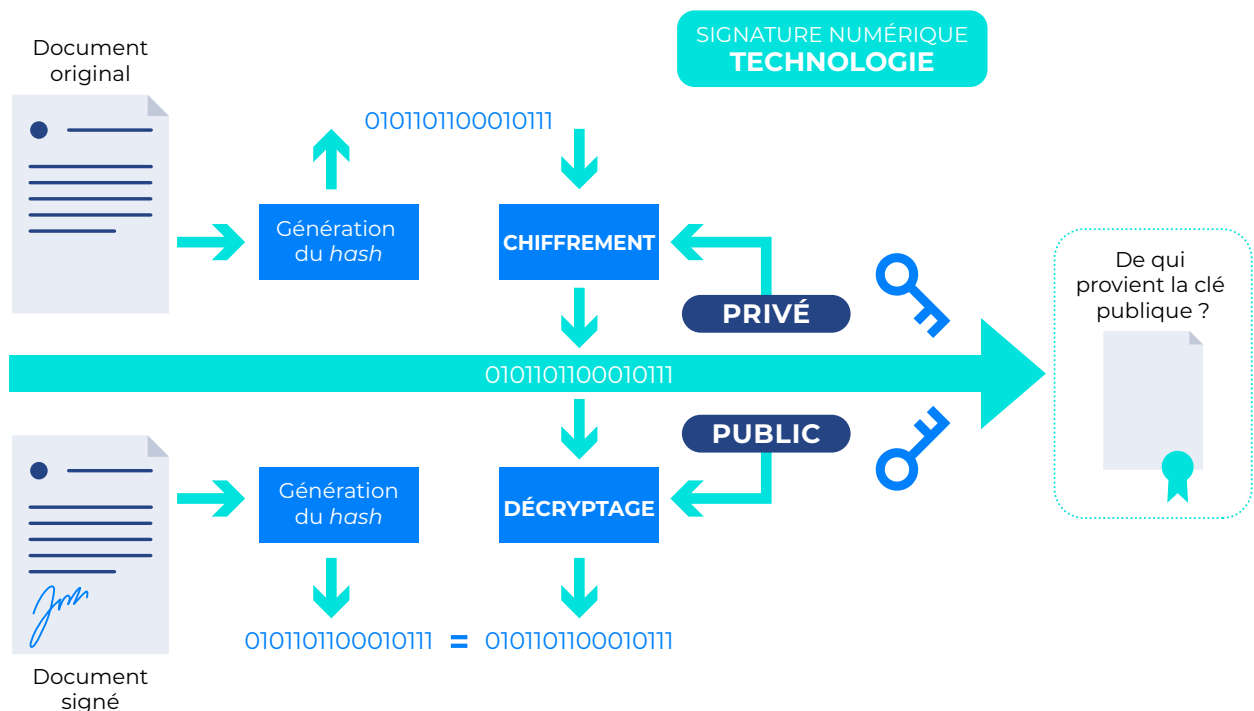 SIGNATURE NUMÉRIQUE
TECHNOLOGIE
Document
original
0101101100010111
Génération
du hash
CHIFFREMENT
PRIVÉ
De qui
provient la clé
publique ?
0101101100010111
PUBLIC
Génération
du hash
DÉCRYPTAGE
0101101100010111 = 0101101100010111
Document
signé